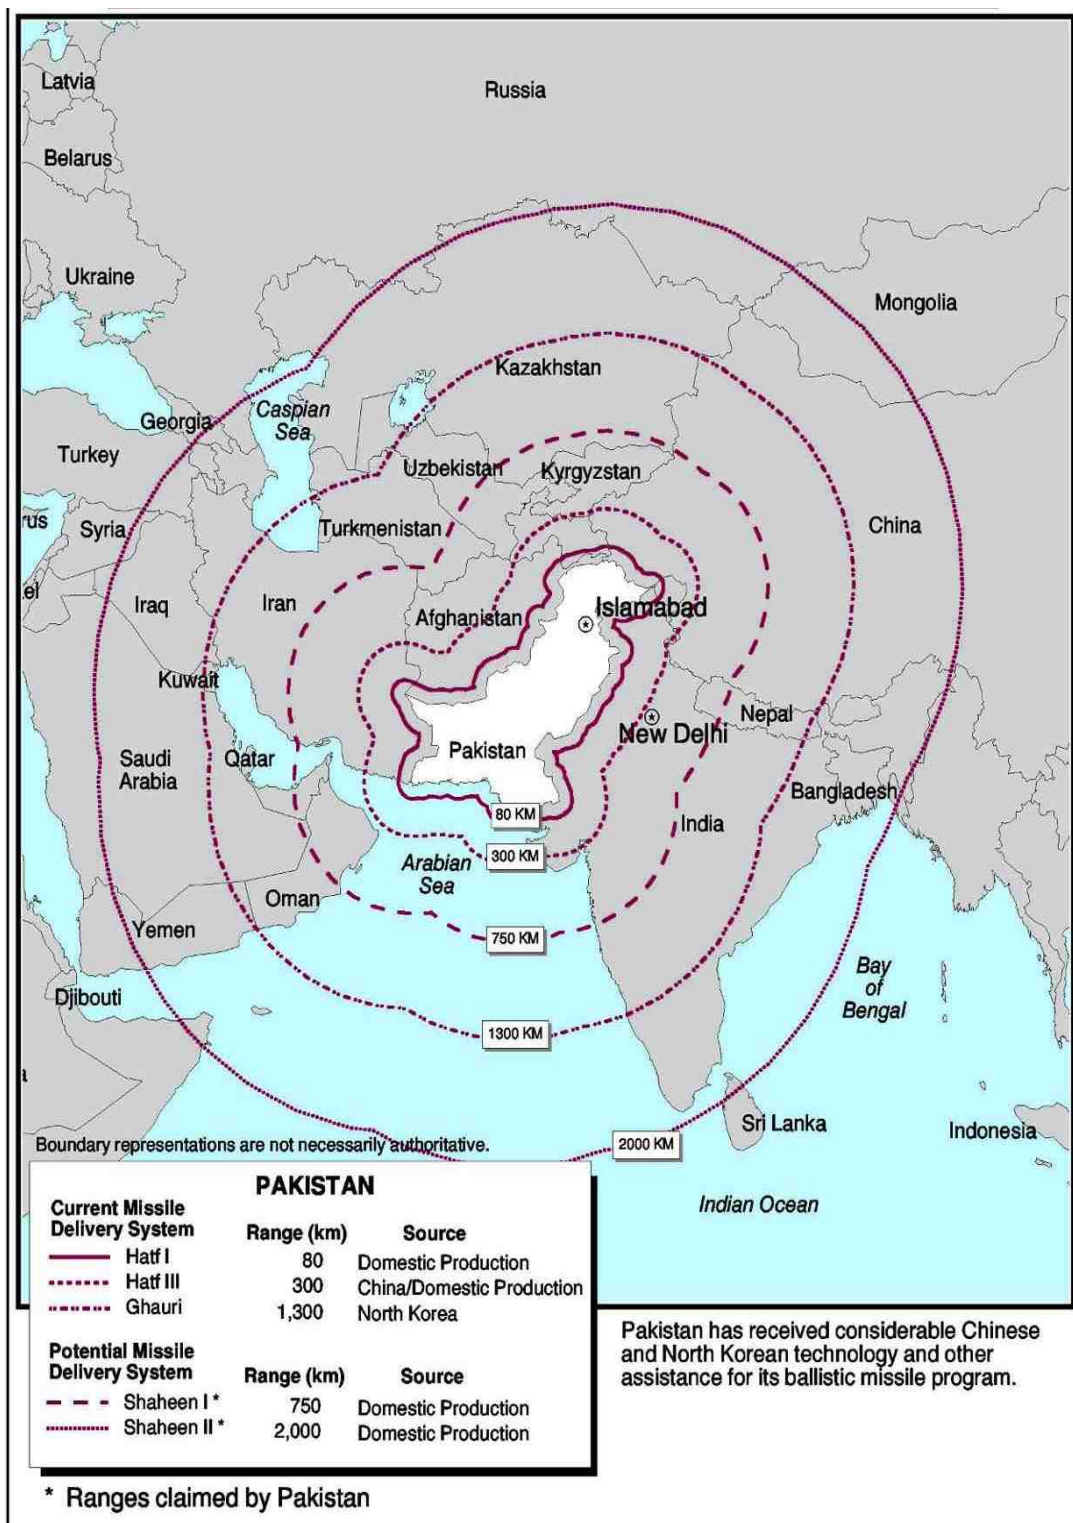 Latvia
Russia
Belarus
Ukraine
Mongolia
Kazakhstan
Georgia
Caspian
Sea
Turkey
Uzbekistan
Kyrgyzstan
rus
Syria
Turkmenistan
China
el
Iraq
Iran
Afghanistan
Islamabad
Kuwait
Nepal
New Delhi
Pakistan
Saudi
Arabia
Qatar
Bangladesh
80 KM
India
300 KM
Arabian
Sea
Oman
Yemen
750 KM
Bay
of
Bengal
Djibouti
1300 KM
a
Sri Lanka
Indonesia
2000 KM
Boundary representations are not necessarily authoritative.
Indian Ocean
PAKISTAN
Current Missile
Delivery System Range (km) Source
Hatf I 80 Domestic Production
Hatf III 300 China/Domestic Production
Ghauri 1,300 North Korea
Potential Missile
Delivery System Range (km) Source
Shaheen I * 750 Domestic Production
Shaheen II * 2,000 Domestic Production
Pakistan has received considerable Chinese
and North Korean technology and other
assistance for its ballistic missile program.
* Ranges claimed by Pakistan